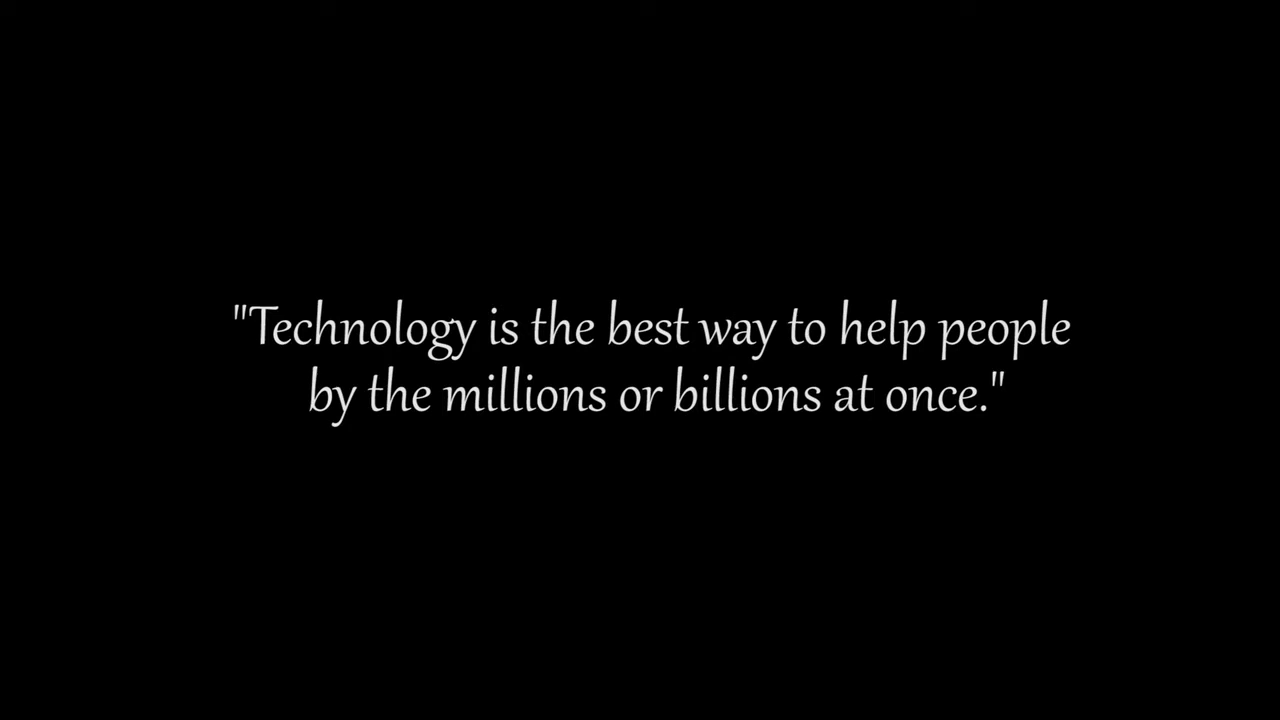 "Technology is the best way to help people
by the millions or billions at once."